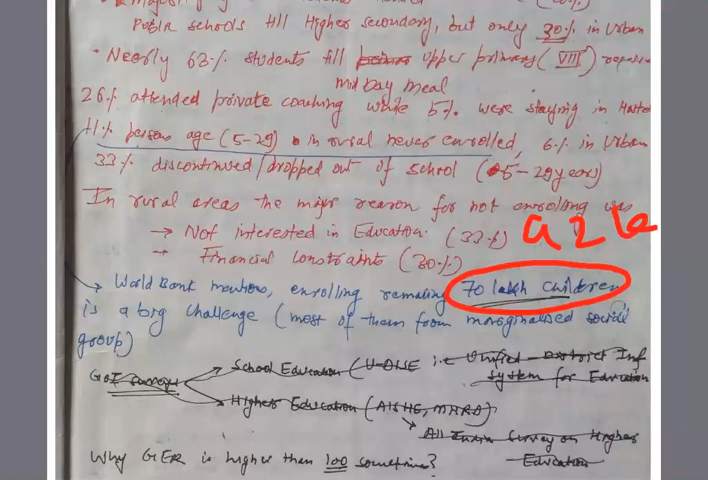 Public schools till Higher secondary, but only 30% in Urban
• Nearly 63% students till upper primary (VIII)
Mid Day Meal
26% attended private coaching while 5% were staying in
11% persons age (5-29) in rural never enrolled, 6% in Urban
33% discontinued/dropped out of school (5-29 years)
In rural areas the major reason for not enrolling was
→ Not interested in Education (33%)
→ Financial constraints (30%)
→ World Bank mentions, enrolling remaining 70 lakh children
is a big challenge (most of them from marginalised social
group)
GoI surveys
School Education (U-DISE i.e Unified District Inf
System for Education
Higher Education (AISHE, MHRD)
→ All India Survey on Higher
Education
Why GER is higher than 100 sometimes?